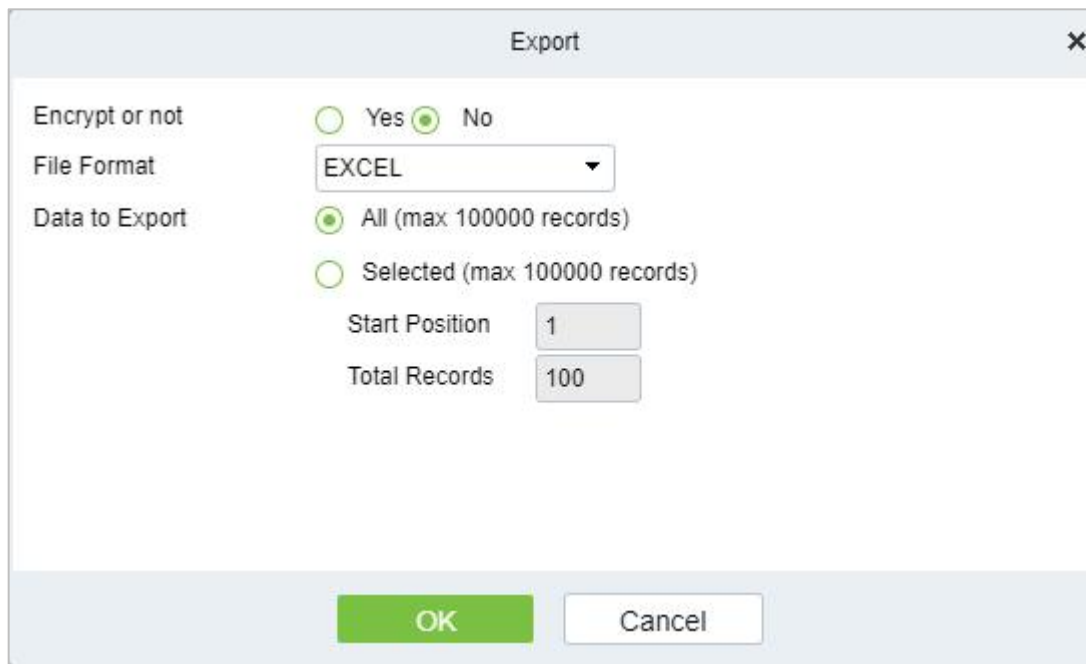 Export
Encrypt or not Yes No
File Format EXCEL
Data to Export All (max 100000 records)
Selected (max 100000 records)
Start Position 1
Total Records 100
OK Cancel